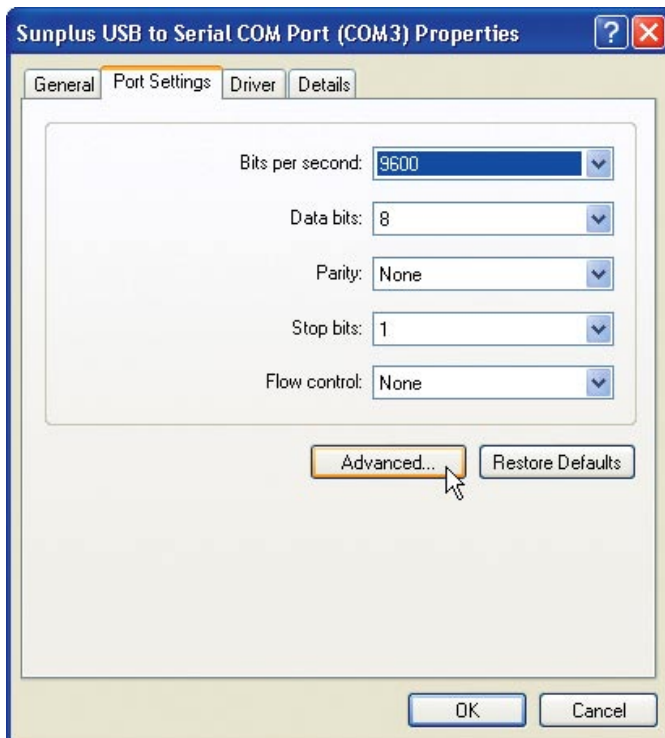 Sunplus USB to Serial COM Port (COM3) Properties
General Port Settings Driver Details
Bits per second: 9600
Data bits: 8
Parity: None
Stop bits: 1
Flow control: None
Advanced... Restore Defaults
OK Cancel